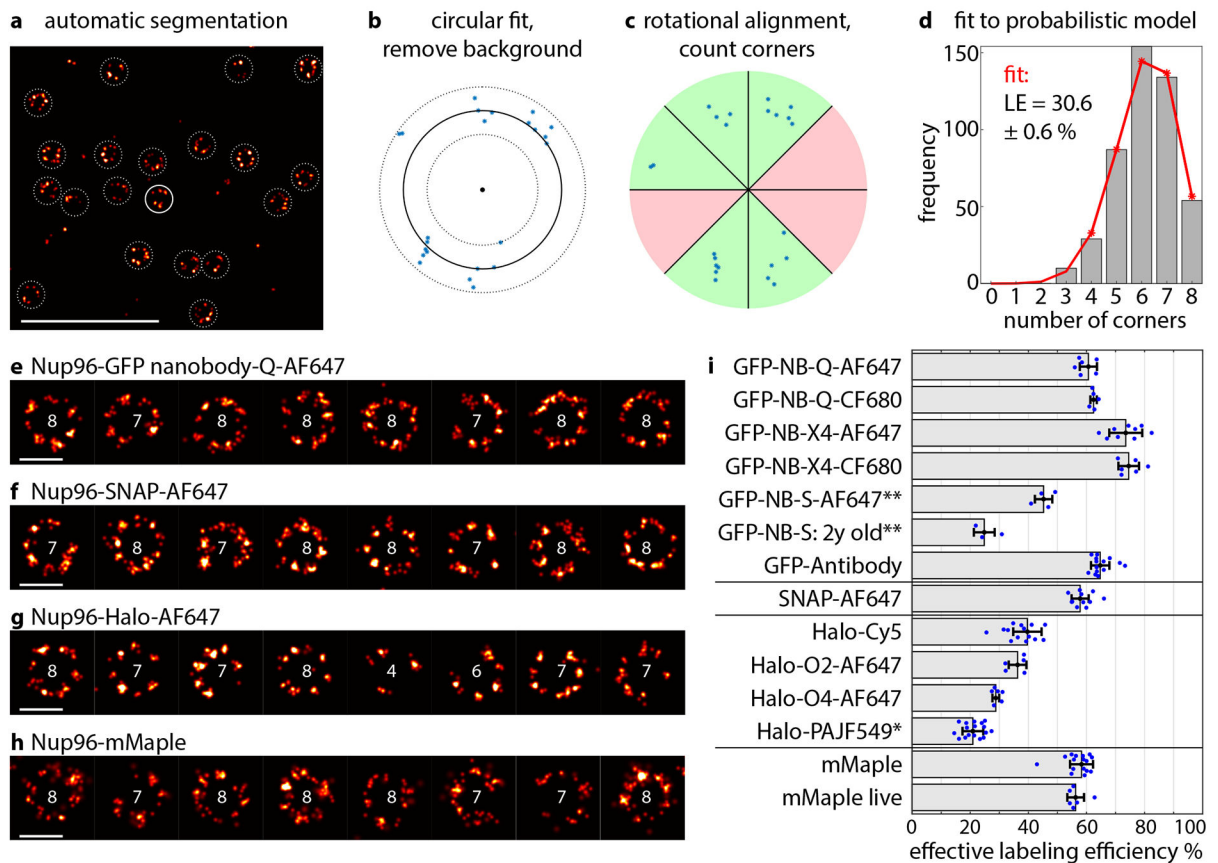 a automatic segmentation
b circular fit,
remove background
c rotational alignment,
count corners
d fit to probabilistic model
150
100
50
0
frequency
fit:
LE = 30.6
± 0.6 %
0 1 2 3 4 5 6 7 8
number of corners
e Nup96-GFP nanobody-Q-AF647
8 7 8 8 8 7 8 8
f Nup96-SNAP-AF647
7 8 7 8 8 7 8 8
g Nup96-Halo-AF647
8 7 7 8 4 6 7 7
h Nup96-mMaple
8 7 8 8 8 7 7 8
i
GFP-NB-Q-AF647
GFP-NB-Q-CF680
GFP-NB-X4-AF647
GFP-NB-X4-CF680
GFP-NB-S-AF647**
GFP-NB-S: 2y old**
GFP-Antibody
SNAP-AF647
Halo-Cy5
Halo-O2-AF647
Halo-O4-AF647
Halo-PAJF549*
mMaple
mMaple live
0 20 40 60 80 100
effective labeling efficiency %